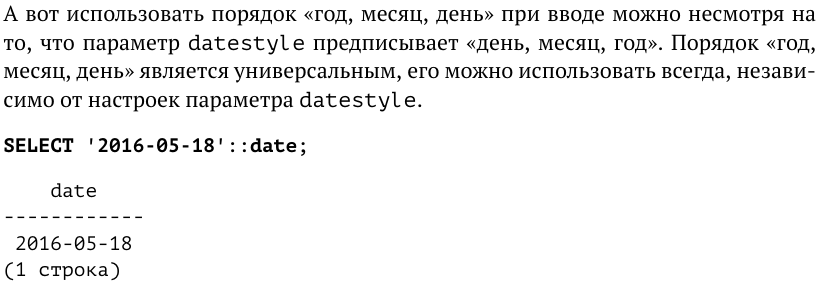 А вот использовать порядок «год, месяц, день» при вводе можно несмотря на
то, что параметр datestyle предписывает «день, месяц, год». Порядок «год,
месяц, день» является универсальным, его можно использовать всегда, незави-
симо от настроек параметра datestyle.
SELECT '2016-05-18'::date;
date
------------
2016-05-18
(1 строка)